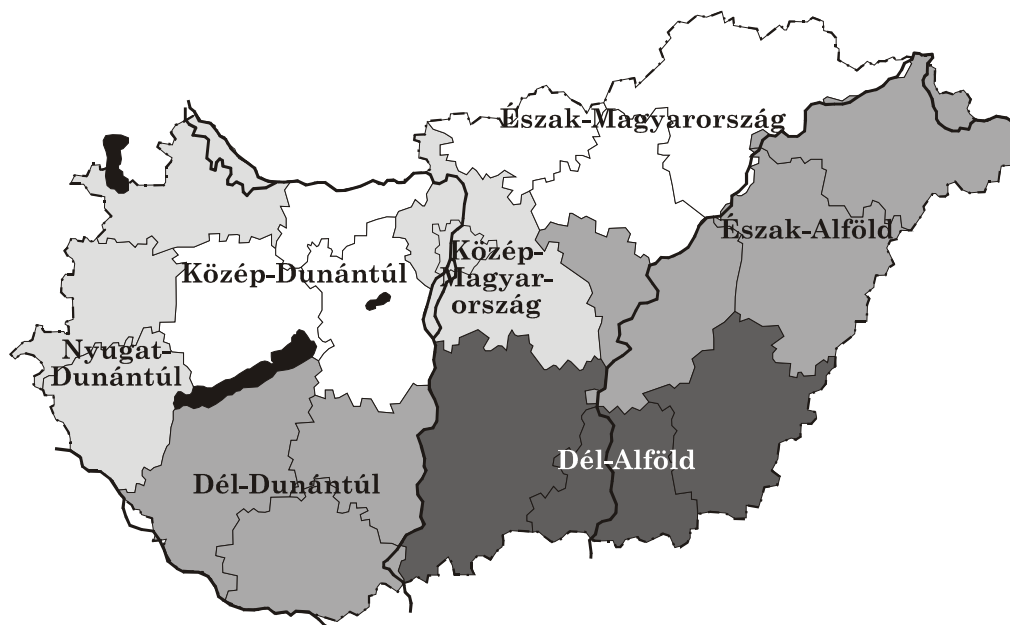 Észak-Magyarország
Észak-Alföld
Közép-Dunántúl
Közép-
Magyar-
ország
Nyugat-
Dunántúl
Dél-Dunántúl
Dél-Alföld